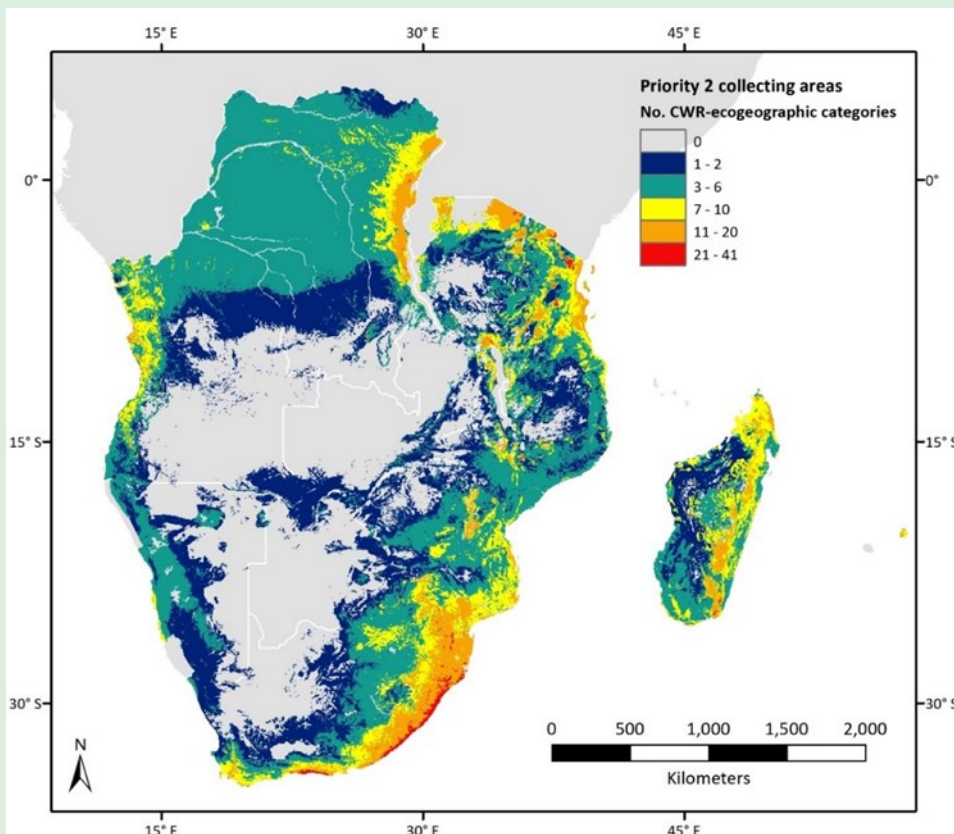 15° E 30° E 45° E
Priority 2 collecting areas
No. CWR-ecogeographic categories
0
1 - 2
3 - 6
7 - 10
11 - 20
21 - 41
0° 0°
15° S 15° S
30° S 30° S
0 500 1,000 1,500 2,000
Kilometers
N
15° E 30° E 45° E